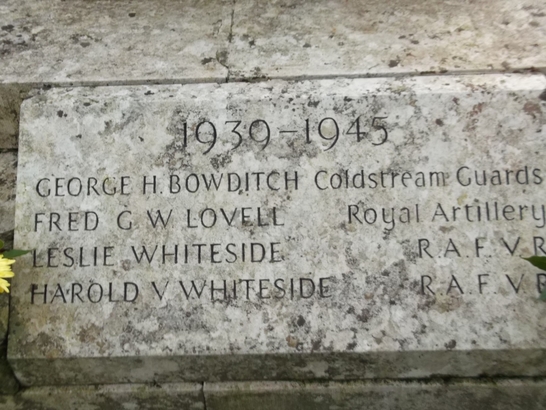 1939-1945
GEORGE H. BOWDITCH Coldstream Guards
FRED G. W LOVELL Royal Artillery
LESLIE WHITESIDE R.A.F.V.R
HAROLD V WHITESIDE R.A.F.V.R